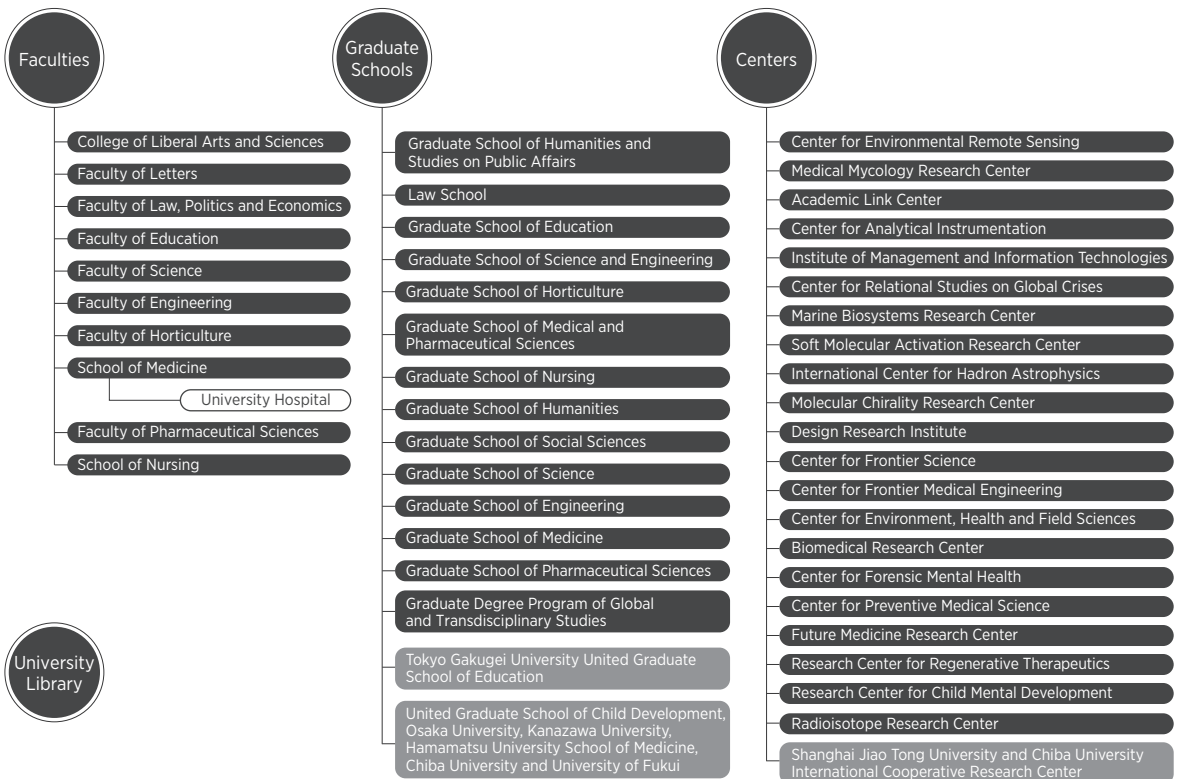 Faculties
College of Liberal Arts and Sciences
Faculty of Letters
Faculty of Law, Politics and Economics
Faculty of Education
Faculty of Science
Faculty of Engineering
Faculty of Horticulture
School of Medicine
University Hospital
Faculty of Pharmaceutical Sciences
School of Nursing
University
Library
Graduate
Schools
Graduate School of Humanities and
Studies on Public Affairs
Law School
Graduate School of Education
Graduate School of Science and Engineering
Graduate School of Horticulture
Graduate School of Medical and
Pharmaceutical Sciences
Graduate School of Nursing
Graduate School of Humanities
Graduate School of Social Sciences
Graduate School of Science
Graduate School of Engineering
Graduate School of Medicine
Graduate School of Pharmaceutical Sciences
Graduate Degree Program of Global
and Transdisciplinary Studies
Tokyo Gakugei University United Graduate
School of Education
United Graduate School of Child Development,
Osaka University, Kanazawa University,
Hamamatsu University School of Medicine,
Chiba University and University of Fukui
Centers
Center for Environmental Remote Sensing
Medical Mycology Research Center
Academic Link Center
Center for Analytical Instrumentation
Institute of Management and Information Technologies
Center for Relational Studies on Global Crises
Marine Biosystems Research Center
Soft Molecular Activation Research Center
International Center for Hadron Astrophysics
Molecular Chirality Research Center
Design Research Institute
Center for Frontier Science
Center for Frontier Medical Engineering
Center for Environment, Health and Field Sciences
Biomedical Research Center
Center for Forensic Mental Health
Center for Preventive Medical Science
Future Medicine Research Center
Research Center for Regenerative Therapeutics
Research Center for Child Mental Development
Radioisotope Research Center
Shanghai Jiao Tong University and Chiba University
International Cooperative Research Center